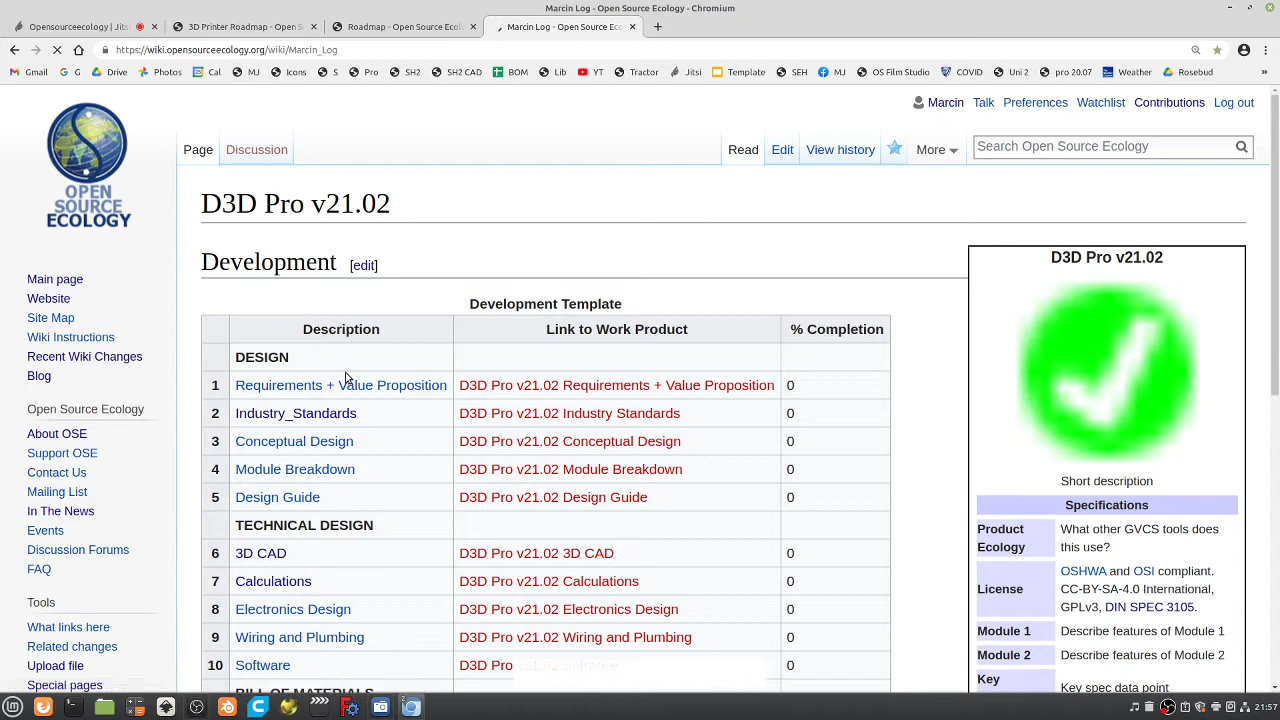 Marcin Log - Open Source Ecology - Chromium
Opensourceecology | Jits
3D Printer Roadmap - Open S
Roadmap - Open Source Ecol
Marcin Log - Open Source Ec
https://wiki.opensourceecology.org/wiki/Marcin_Log
Gmail G Drive Photos Cal MJ Icons S Pro SH2 SH2 CAD BOM Lib YT Tractor Jitsi Template SEH MJ OS Film Studio COVID Uni 2 pro 20.07 Weather Rosebud »
Marcin Talk Preferences Watchlist Contributions Log out
Page Discussion Read Edit View history More
Search Open Source Ecology
OPEN
SOURCE
ECOLOGY
Main page
Website
Site Map
Wiki Instructions
Recent Wiki Changes
Blog
Open Source Ecology
About OSE
Support OSE
Contact Us
Mailing List
In The News
Events
Discussion Forums
FAQ
Tools
What links here
Related changes
Upload file
Special pages
D3D Pro v21.02
Development [edit]
Development Template
Description Link to Work Product % Completion
DESIGN
1 Requirements + Value Proposition D3D Pro v21.02 Requirements + Value Proposition 0
2 Industry_Standards D3D Pro v21.02 Industry Standards 0
3 Conceptual Design D3D Pro v21.02 Conceptual Design 0
4 Module Breakdown D3D Pro v21.02 Module Breakdown 0
5 Design Guide D3D Pro v21.02 Design Guide 0
TECHNICAL DESIGN
6 3D CAD D3D Pro v21.02 3D CAD 0
7 Calculations D3D Pro v21.02 Calculations 0
8 Electronics Design D3D Pro v21.02 Electronics Design 0
9 Wiring and Plumbing D3D Pro v21.02 Wiring and Plumbing 0
10 Software D3D Pro 0
BILL OF MATERIALS
D3D Pro v21.02
Short description
Specifications
Product Ecology What other GVCS tools does this use?
License OSHWA and OSI compliant. CC-BY-SA-4.0 International, GPLv3, DIN SPEC 3105.
Module 1 Describe features of Module 1
Module 2 Describe features of Module 2
Key Key spec data point
21:57